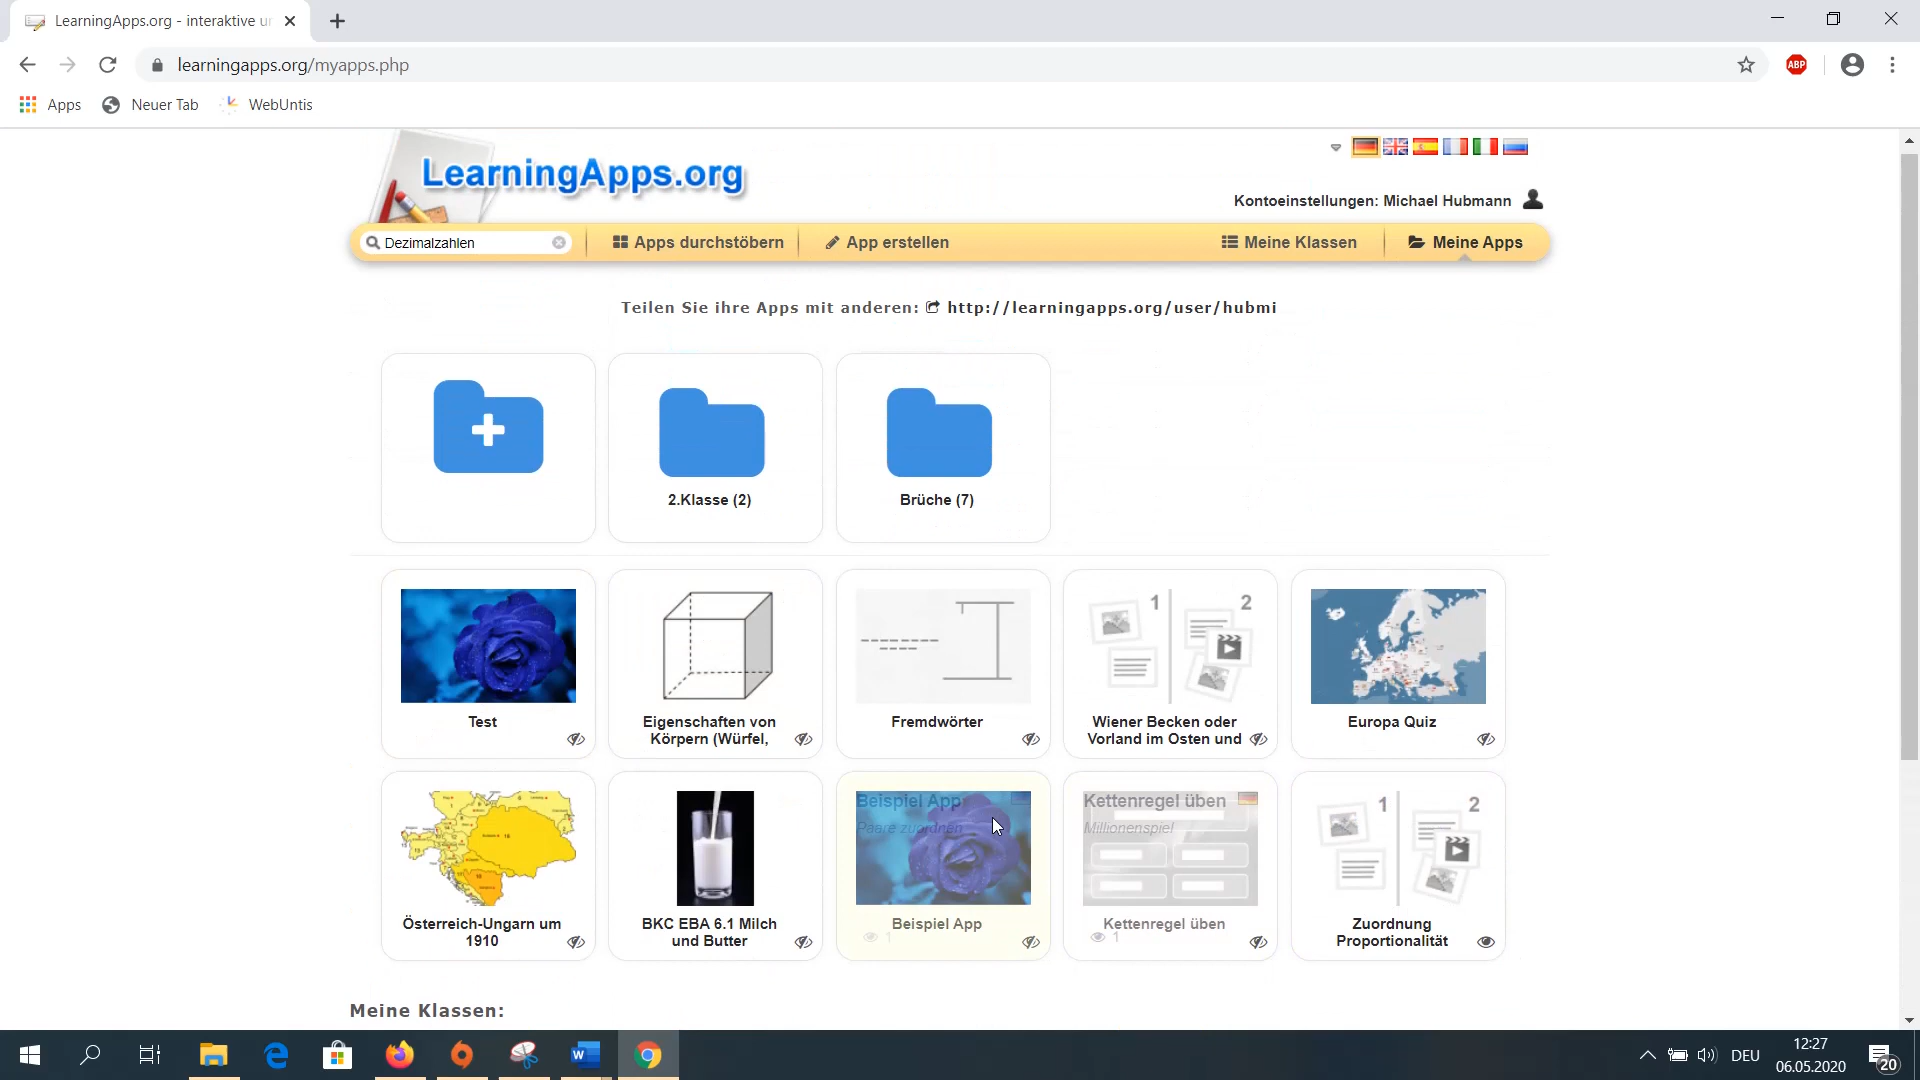 LearningApps.org - interaktive un
learningapps.org/myapps.php
ABP
Apps
Neuer Tab
WebUntis
LearningApps.org
Kontoeinstellungen: Michael Hubmann
Dezimalzahlen
Apps durchstöbern
App erstellen
Meine Klassen
Meine Apps
Teilen Sie ihre Apps mit anderen: http://learningapps.org/user/hubmi
2.Klasse (2)
Brüche (7)
1
2
Test
Eigenschaften von
Körpern (Würfel,
Fremdwörter
Wiener Becken oder
Vorland im Osten und
Europa Quiz
Beispiel App
Paare zuordnen
Kettenregel üben
Millionenspiel
1
2
Österreich-Ungarn um
1910
BKC EBA 6.1 Milch
und Butter
Beispiel App
1
Kettenregel üben
1
Zuordnung
Proportionalität
Meine Klassen:
DEU
12:27
06.05.2020
20